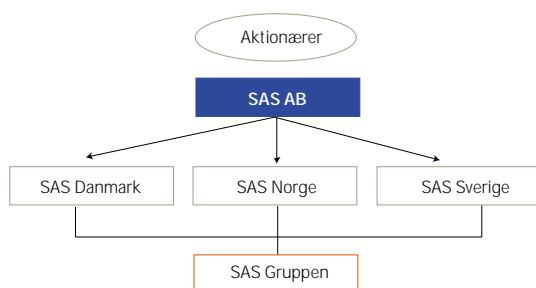 Aktionærer
SAS AB
SAS Danmark
SAS Norge
SAS Sverige
SAS Gruppen